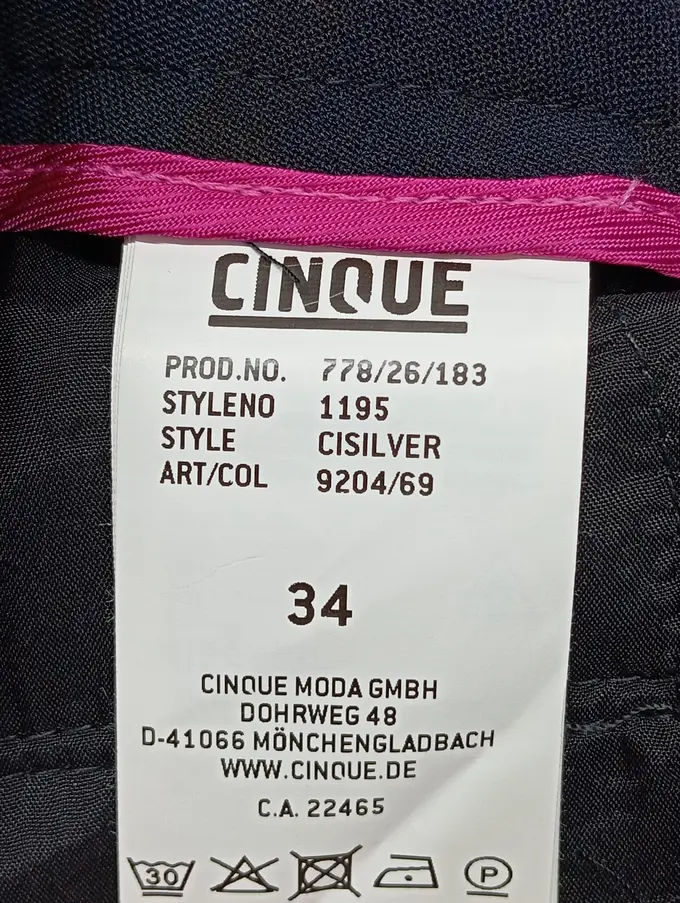 CINQUE
PROD.NO. 778/26/183
STYLENO 1195
STYLE CISILVER
ART/COL 9204/69
34
CINQUE MODA GMBH
DOHRWEG 48
D-41066 MÖNCHENGLADBACH
WWW.CINQUE.DE
C.A. 22465
30 P